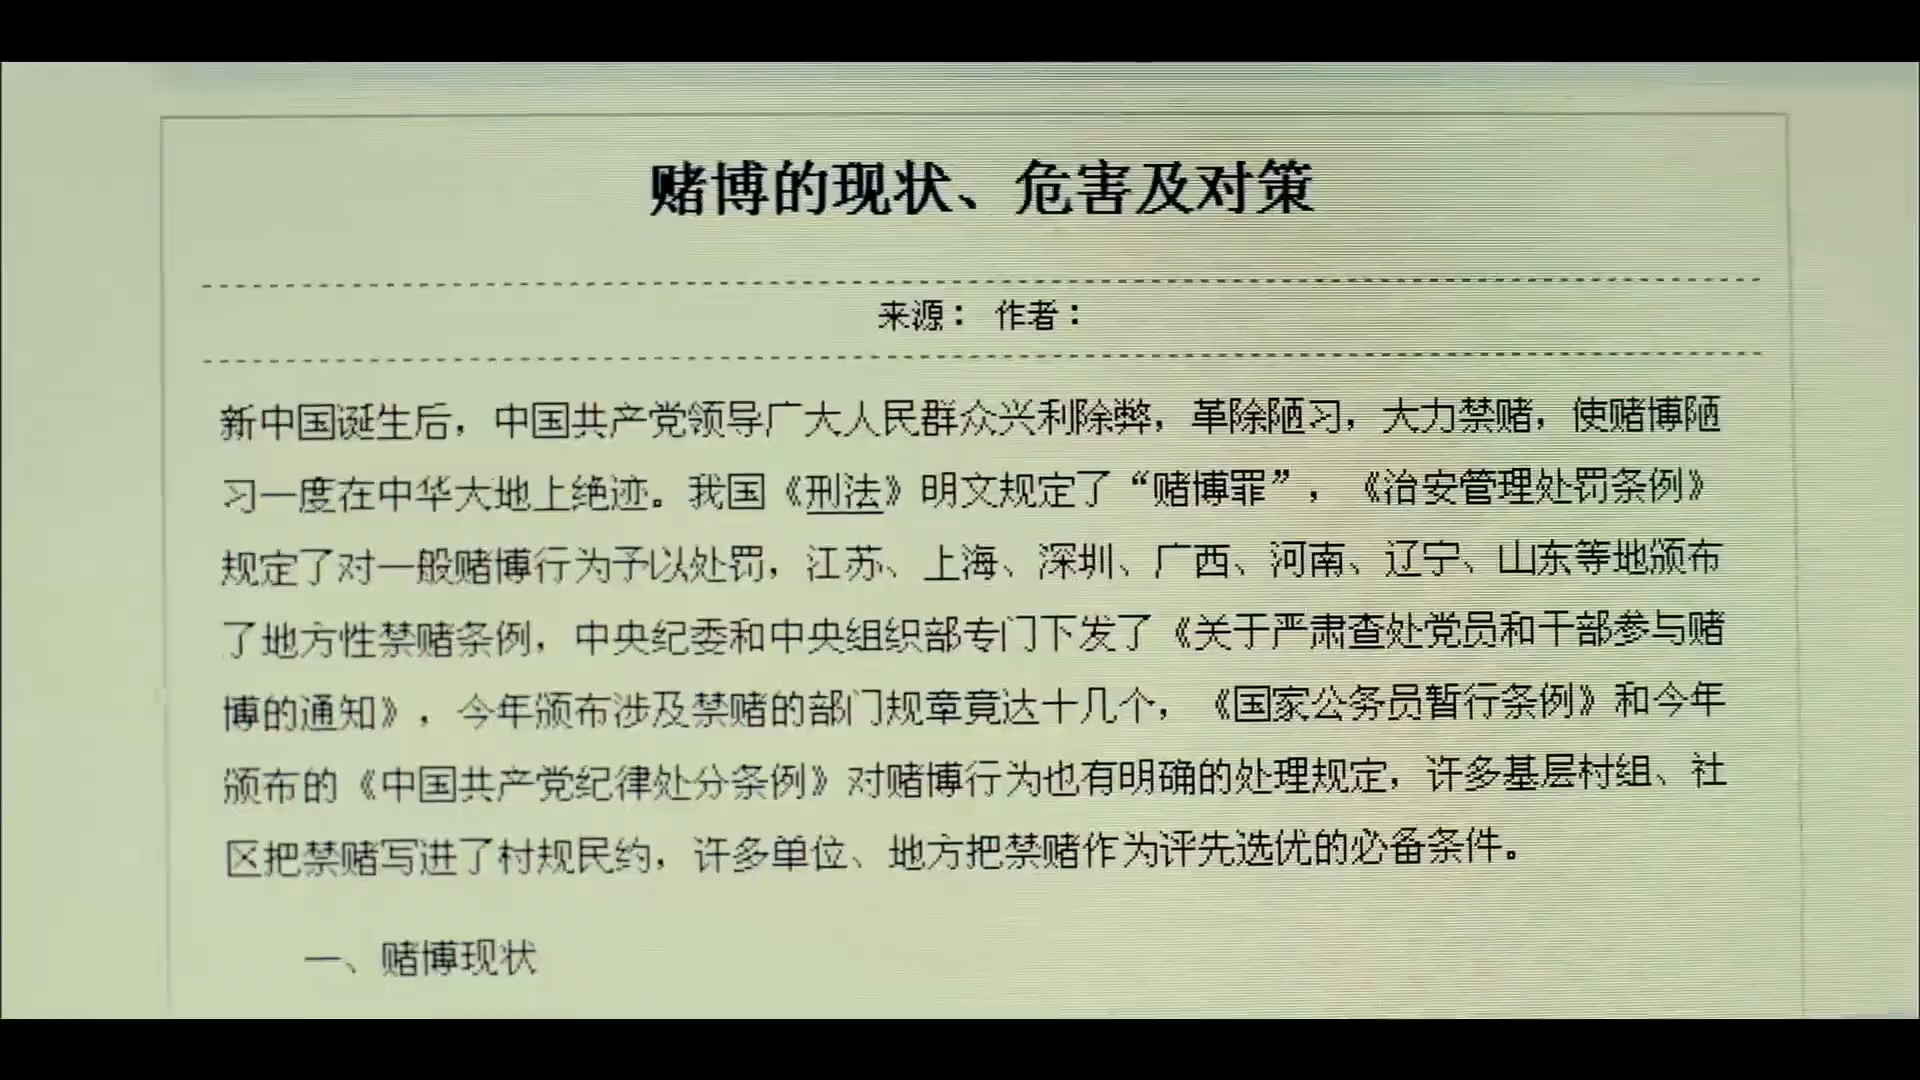 赌博的现状、危害及对策
来源： 作者：
新中国诞生后，中国共产党领导广大人民群众兴利除弊，革除陋习，大力禁赌，使赌博陋
习一度在中华大地上绝迹。我国《刑法》明文规定了“赌博罪”，《治安管理处罚条例》
规定了对一般赌博行为予以处罚，江苏、上海、深圳、广西、河南、辽宁、山东等地颁布
了地方性禁赌条例，中央纪委和中央组织部专门下发了《关于严肃查处党员和干部参与赌
博的通知》，今年颁布涉及禁赌的部门规章竟达十几个，《国家公务员暂行条例》和今年
颁布的《中国共产党纪律处分条例》对赌博行为也有明确的处理规定，许多基层村组、社
区把禁赌写进了村规民约，许多单位、地方把禁赌作为评先选优的必备条件。
一、赌博现状